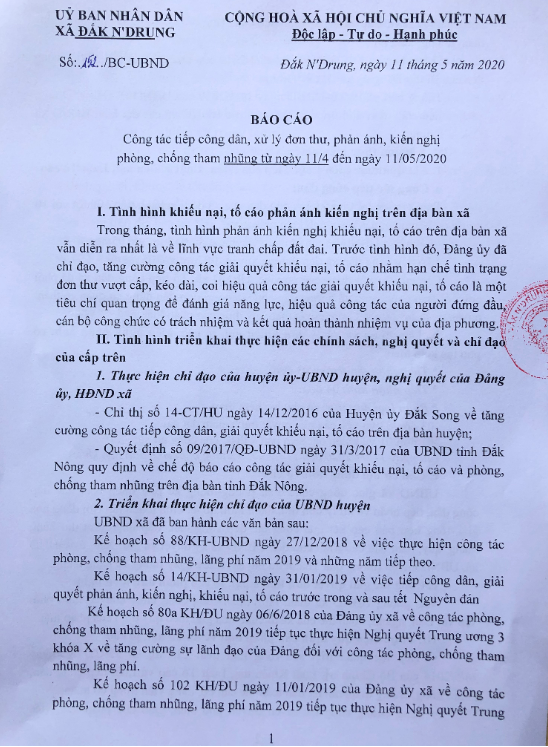 UỶ BAN NHÂN DÂN
XÃ ĐẮK N'DRUNG
CỘNG HOÀ XÃ HỘI CHỦ NGHĨA VIỆT NAM
Độc lập - Tự do - Hạnh phúc
Số:.152../BC-UBND
Đắk N'Drung, ngày 11 tháng 5 năm 2020
BÁO CÁO
Công tác tiếp công dân, xử lý đơn thư, phản ánh, kiến nghị
phòng, chống tham nhũng từ ngày 11/4 đến ngày 11/05/2020
I. Tình hình khiếu nại, tố cáo phản ánh kiến nghị trên địa bàn xã
Trong tháng, tình hình phản ánh kiến nghị khiếu nại, tố cáo trên địa bàn xã
vẫn diễn ra nhất là về lĩnh vực tranh chấp đất đai. Trước tình hình đó, Đảng ủy đã
chỉ đạo, tăng cường công tác giải quyết khiếu nại, tố cáo nhằm hạn chế tình trạng
đơn thư vượt cấp, kéo dài, coi hiệu quả công tác giải quyết khiếu nại, tố cáo là một
tiêu chí quan trọng để đánh giá năng lực, hiệu quả công tác của người đứng đầu,
cán bộ công chức có trách nhiệm và kết quả hoàn thành nhiệm vụ của địa phương.
II. Tình hình triển khai thực hiện các chính sách, nghị quyết và chỉ đạo
của cấp trên
1. Thực hiện chỉ đạo của huyện ủy-UBND huyện, nghị quyết của Đảng
ủy, HĐND xã
- Chỉ thị số 14-CT/HU ngày 14/12/2016 của Huyện ủy Đắk Song về tăng
cường công tác tiếp công dân, giải quyết khiếu nại, tố cáo trên địa bàn huyện;
- Quyết định số 09/2017/QĐ-UBND ngày 31/3/2017 của UBND tỉnh Đắk
Nông quy định về chế độ báo cáo công tác giải quyết khiếu nại, tố cáo và phòng,
chống tham nhũng trên địa bàn tỉnh Đắk Nông.
2. Triển khai thực hiện chỉ đạo của UBND huyện
UBND xã đã ban hành các văn bản sau:
Kế hoạch số 88/KH-UBND ngày 27/12/2018 về việc thực hiện công tác
phòng, chống tham nhũng, lãng phí năm 2019 và những năm tiếp theo.
Kế hoạch số 14/KH-UBND ngày 31/01/2019 về việc tiếp công dân, giải
quyết phản ánh, kiến nghị, khiếu nại, tố cáo trước trong và sau tết Nguyên đán
Kế hoạch số 80a KH/ĐU ngày 06/6/2018 của Đảng ủy xã về công tác phòng,
chống tham nhũng, lãng phí năm 2019 tiếp tục thực hiện Nghị quyết Trung ương 3
khóa X về tăng cường sự lãnh đạo của Đảng đối với công tác phòng, chống tham
nhũng, lãng phí.
Kế hoạch số 102 KH/ĐU ngày 11/01/2019 của Đảng ủy xã về công tác
phòng, chống tham nhũng, lãng phí năm 2019 tiếp tục thực hiện Nghị quyết Trung
1